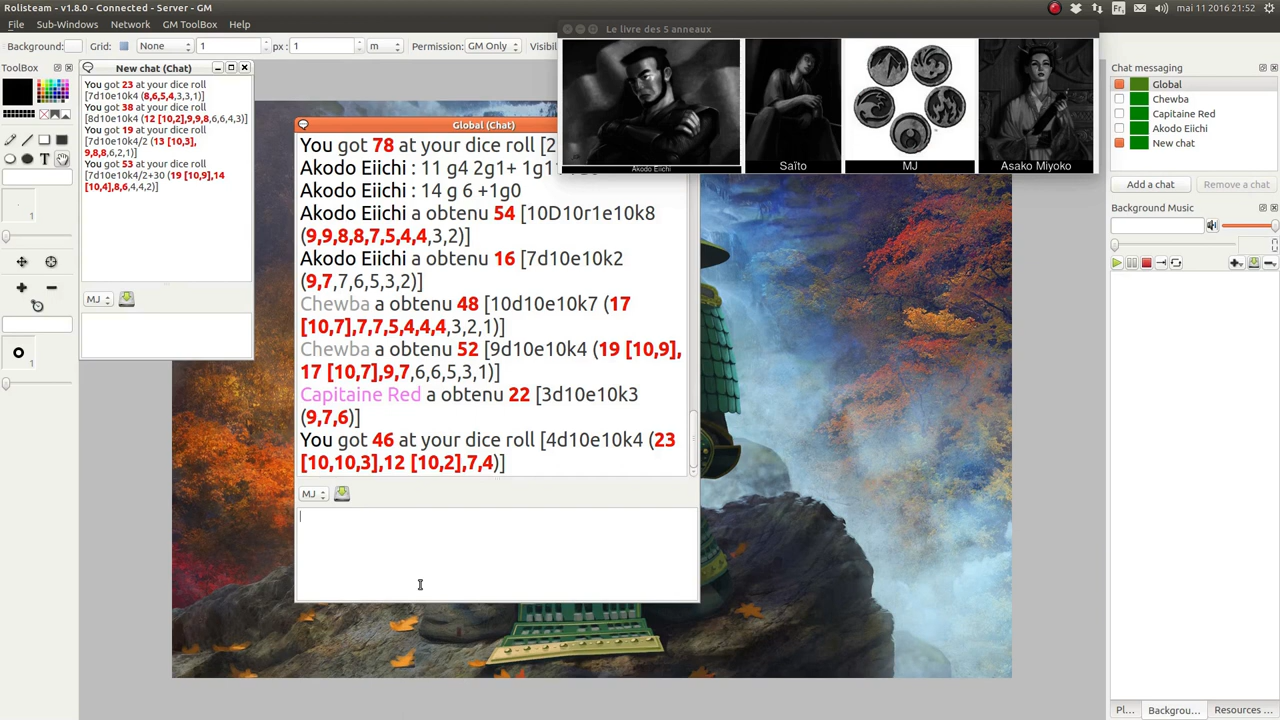 Rolisteam - v1.8.0 - Connected - Server - GM
Fr,
mai 11 2016 21:52
File Sub-Windows Network GM ToolBox Help
Background: Grid: None 1 px : 1 m Permission: GM Only Visibil
ToolBox
1
1
New chat (Chat)
You got 23 at your dice roll
[7d10e10k4 (8,6,5,4,3,3,1)]
You got 38 at your dice roll
[8d10e10k4 (12 [10,2],9,9,8,6,6,4,3)]
You got 19 at your dice roll
[7d10e10k4/2 (13 [10,3],
9,8,8,6,2,1)]
You got 53 at your dice roll
[7d10e10k4/2+30 (19 [10,9],14
[10,4],8,6,4,4,2)]
MJ
Global (Chat)
You got 78 at your dice roll [2
Akodo Eiichi : 11 g4 2g1+ 1g1
Akodo Eiichi : 14 g 6 +1g0
Akodo Eiichi a obtenu 54 [10D10r1e10k8
(9,9,8,8,7,5,4,4,3,2)]
Akodo Eiichi a obtenu 16 [7d10e10k2
(9,7,7,6,5,3,2)]
Chewba a obtenu 48 [10d10e10k7 (17
[10,7],7,7,5,4,4,4,3,2,1)]
Chewba a obtenu 52 [9d10e10k4 (19 [10,9],
17 [10,7],9,7,6,6,5,3,1)]
Capitaine Red a obtenu 22 [3d10e10k3
(9,7,6)]
You got 46 at your dice roll [4d10e10k4 (23
[10,10,3],12 [10,2],7,4)]
MJ
Le livre des 5 anneaux
Akodo Eiichi
Saïto
MJ
Asako Miyoko
Chat messaging
Global
Chewba
Capitaine Red
Akodo Eiichi
New chat
Add a chat Remove a chat
Background Music
Pl... Backgrou... Resources ...